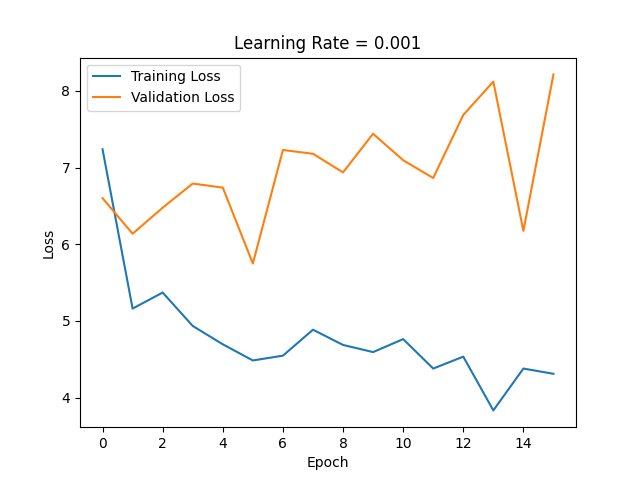 Learning Rate = 0.001
Training Loss
Validation Loss
8
7
6
5
4
Loss
0 2 4 6 8 10 12 14
Epoch